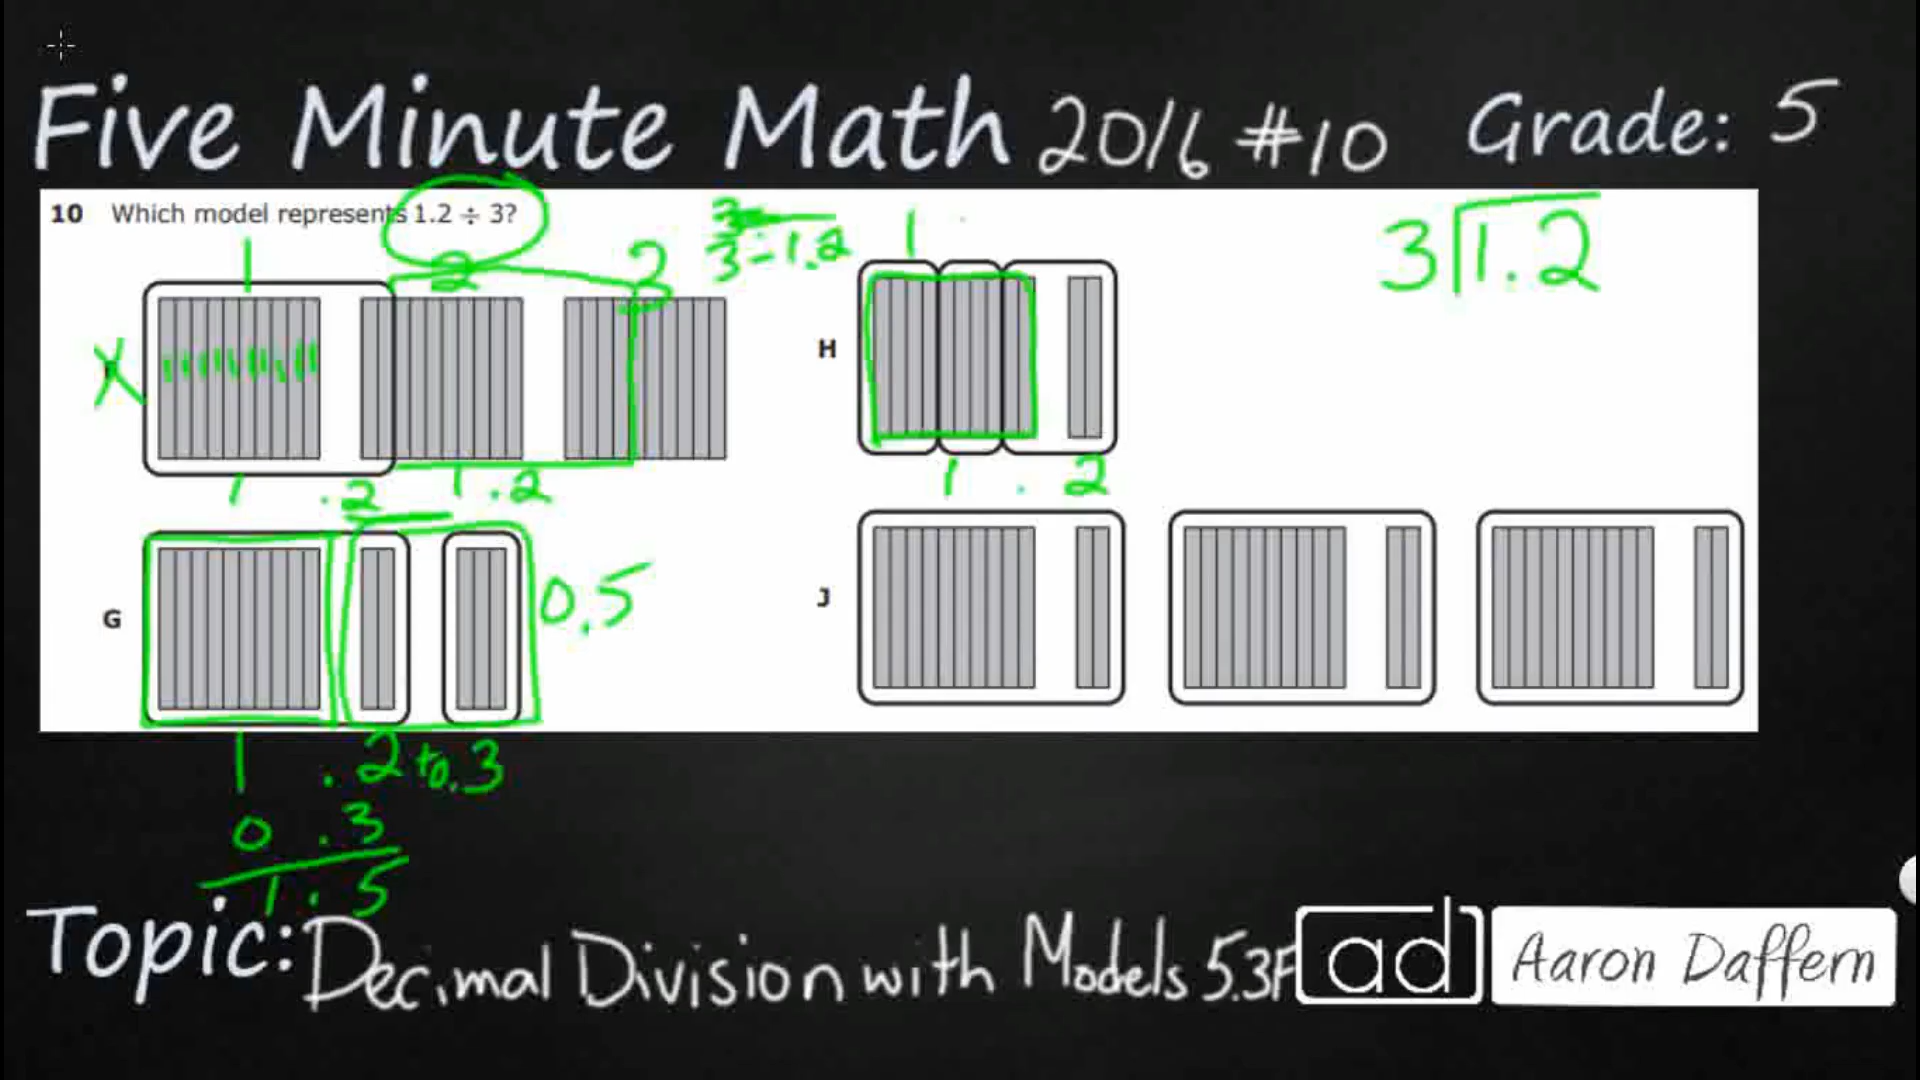 Five Minute Math 2016 #10 Grade: 5
10 Which model represents 1.2 ÷ 3?
3 1.2
1
2
3
3 ÷ 1.2
1
X
H
1 .2
1 .2
1 . 2
G
0.5
J
1 .2 to.3
0 .3
1.5
Topic: Decimal Division with Models 5.3F
ad
Aaron Daffern